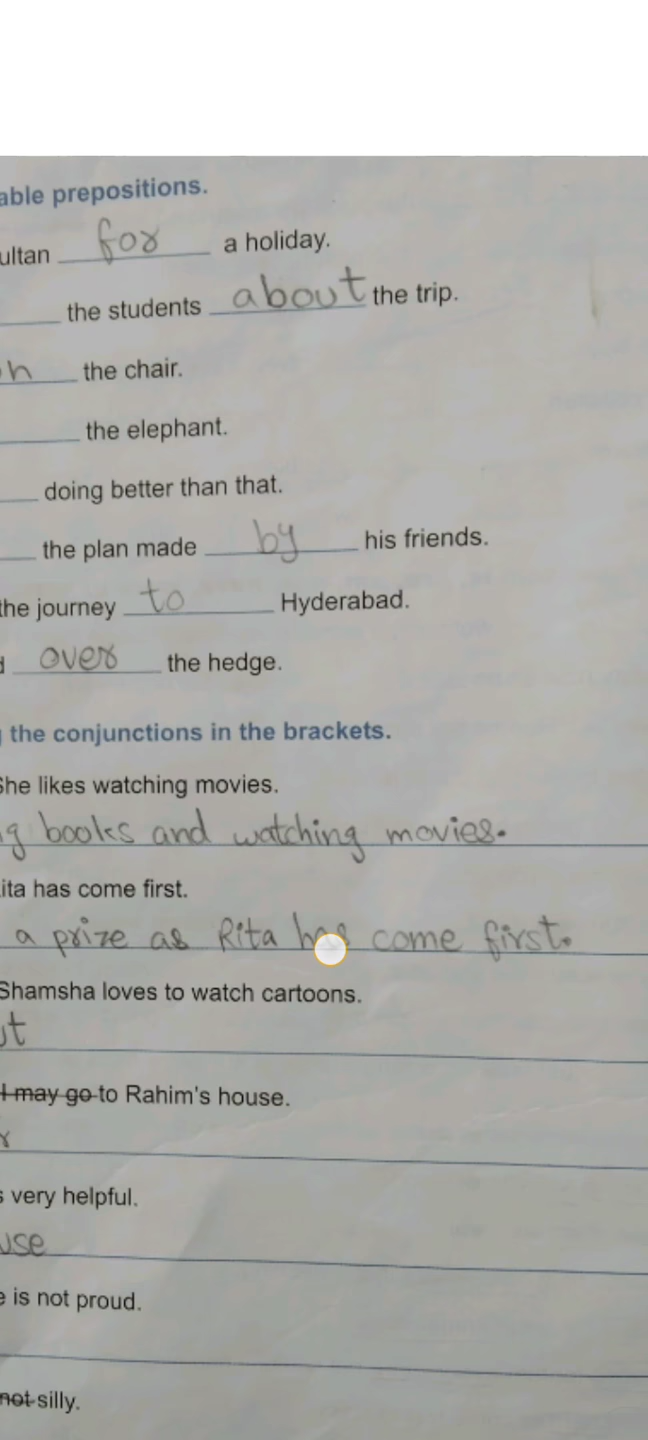 able prepositions.
ultan for a holiday.
the students about the trip.
the chair.
the elephant.
doing better than that.
the plan made by his friends.
the journey to Hyderabad.
over the hedge.
the conjunctions in the brackets.
She likes watching movies.
g books and watching movies.
ita has come first.
a prize as Rita has come first.
Shamsha loves to watch cartoons.
ut
I may go to Rahim's house.
r
s very helpful.
use
e is not proud.
not silly.